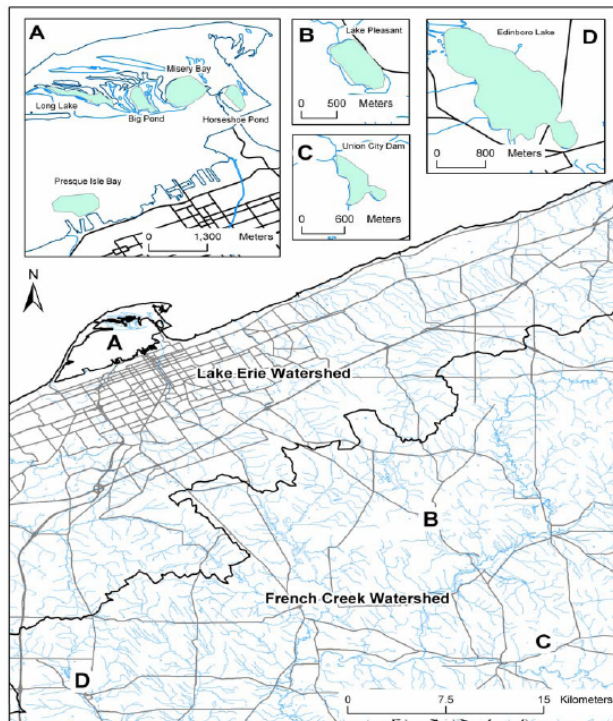 A
Misery Bay
Long Lake
Big Pond
Horseshoe Pond
Presque Isle Bay
0 1,300
Meters
B
Lake Pleasant
0 500
Meters
C
Union City Dam
0 600
Meters
D
Edinboro Lake
0 800
Meters
N
A
Lake Erie Watershed
B
French Creek Watershed
C
D
Kilometers
0 7.5 15